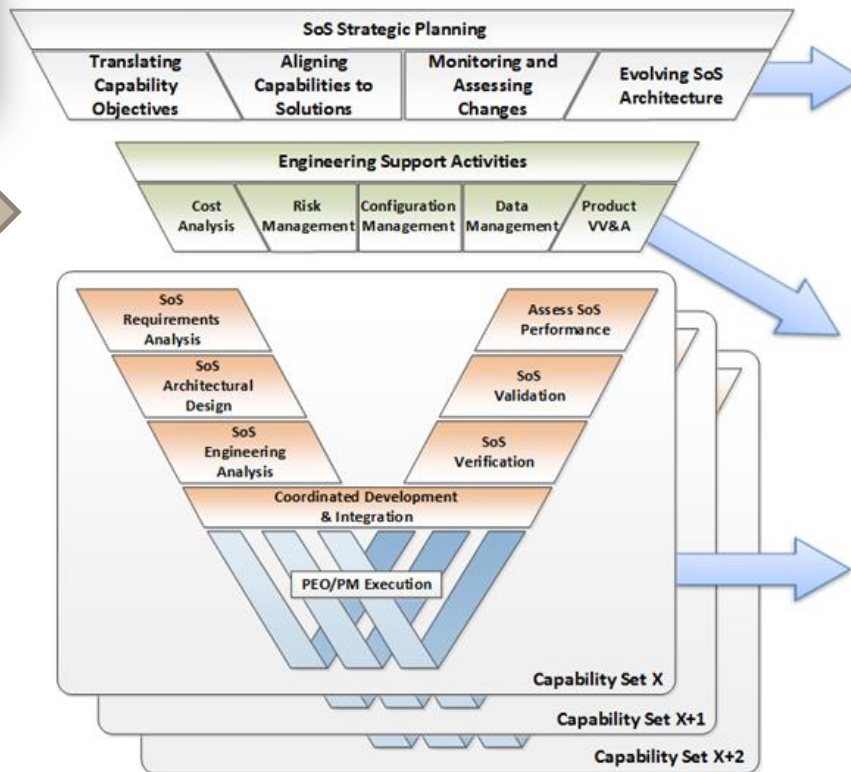 SoS Strategic Planning
Translating
Capability
Objectives
Aligning
Capabilities to
Solutions
Monitoring and
Assessing
Changes
Evolving SoS
Architecture
Engineering Support Activities
Cost
Analysis
Risk
Management
Configuration
Management
Data
Management
Product
VV&A
SoS
Requirements
Analysis
Assess SoS
Performance
SoS
Architectural
Design
SoS
Validation
SoS
Engineering
Analysis
SoS
Verification
Coordinated Development
& Integration
PEO/PM Execution
Capability Set X
Capability Set X+1
Capability Set X+2